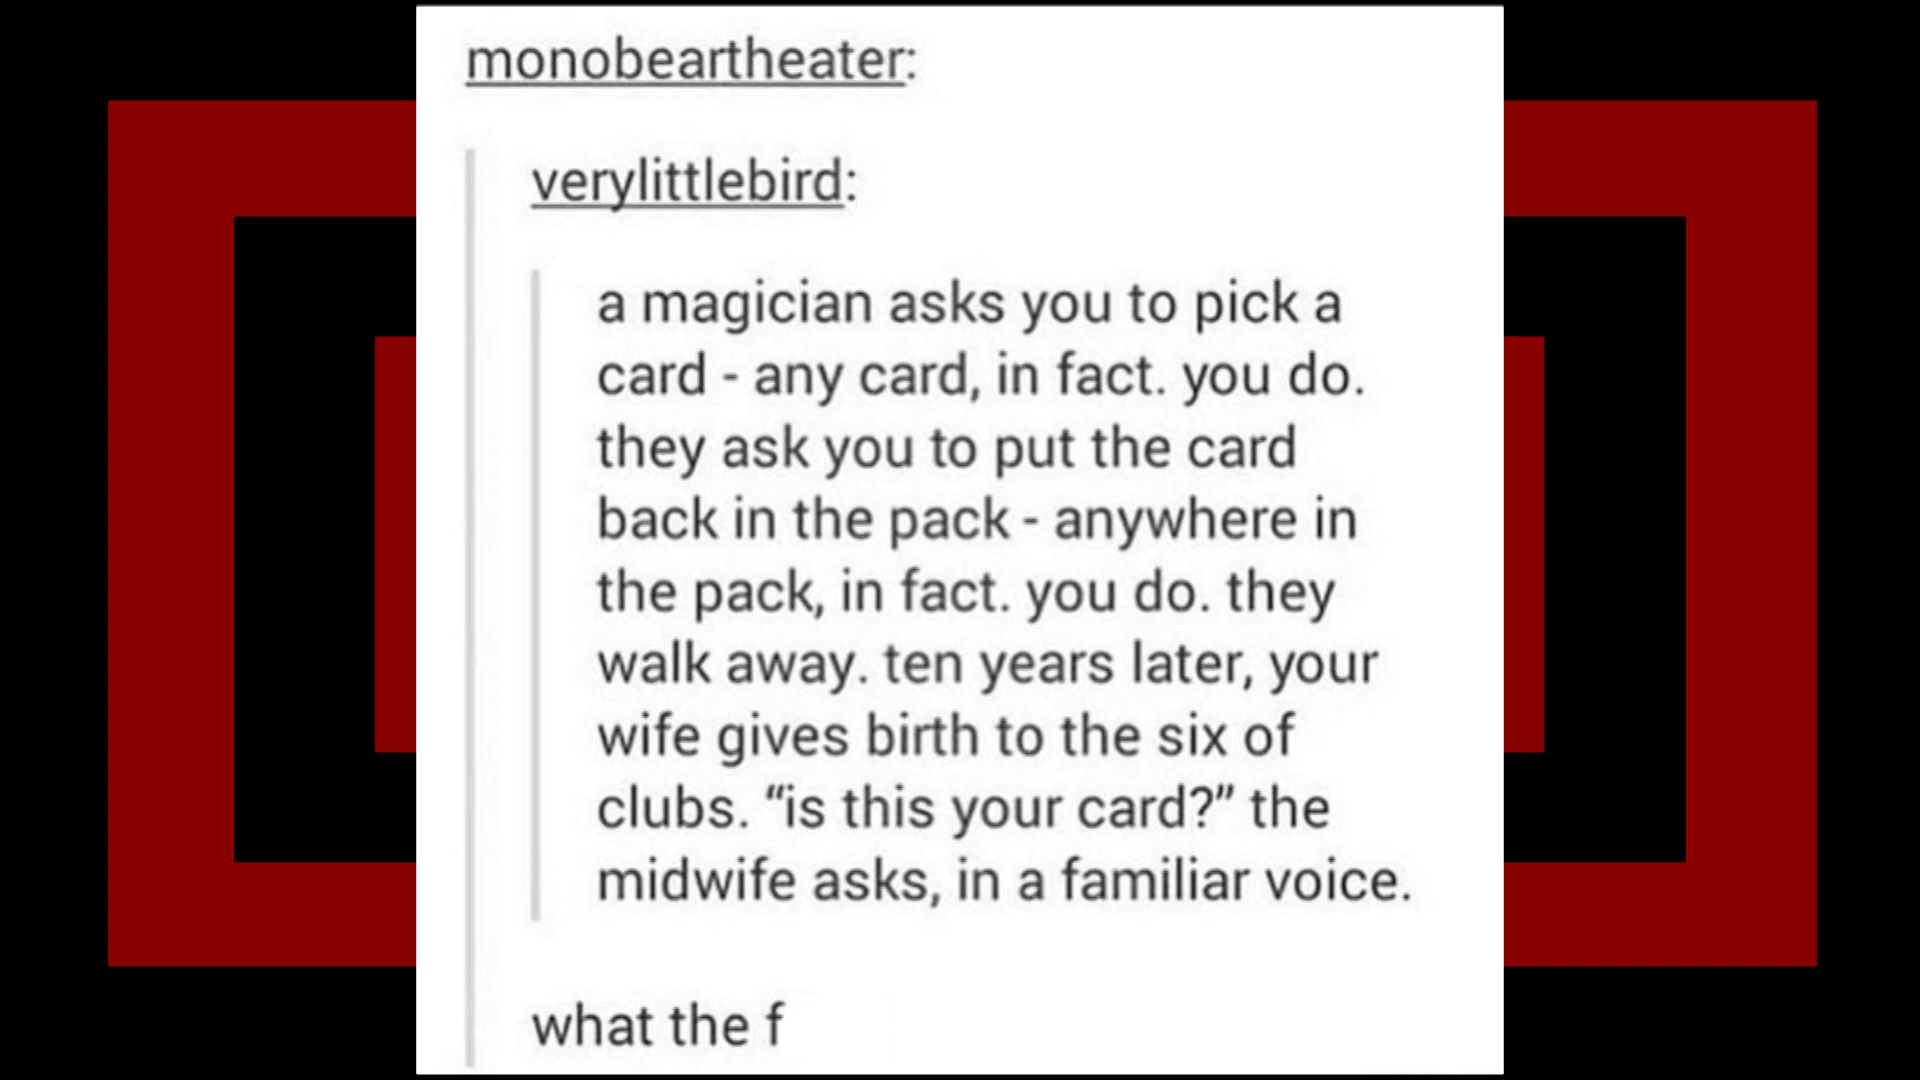 monobeartheater:
verylittlebird:
a magician asks you to pick a
card - any card, in fact. you do.
they ask you to put the card
back in the pack - anywhere in
the pack, in fact. you do. they
walk away. ten years later, your
wife gives birth to the six of
clubs. “is this your card?” the
midwife asks, in a familiar voice.
what the f